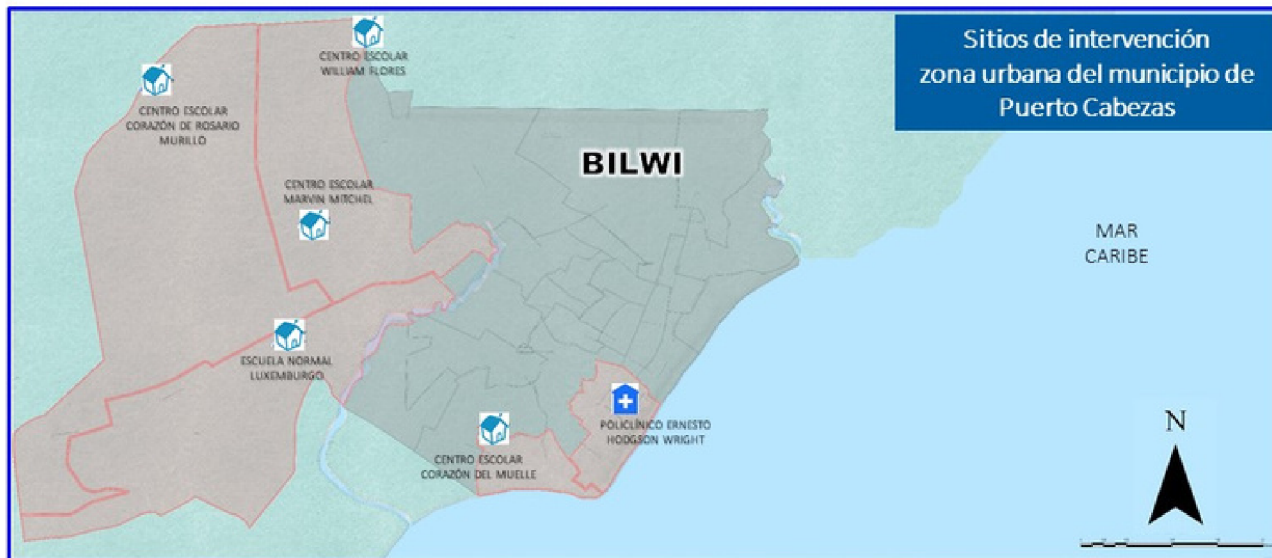 Sitios de intervención
zona urbana del municipio de
Puerto Cabezas
CENTRO ESCOLAR
WILLIAM FLORES
CENTRO ESCOLAR
CORAZÓN DE ROSARIO
MURILLO
BILWI
CENTRO ESCOLAR
MARVIN MITCHEL
MAR
CARIBE
ESCUELA NORMAL
LUXEMBURGO
POLICLÍNICO ERNESTO
HODGSON WRIGHT
CENTRO ESCOLAR
CORAZÓN DEL MUELLE
N